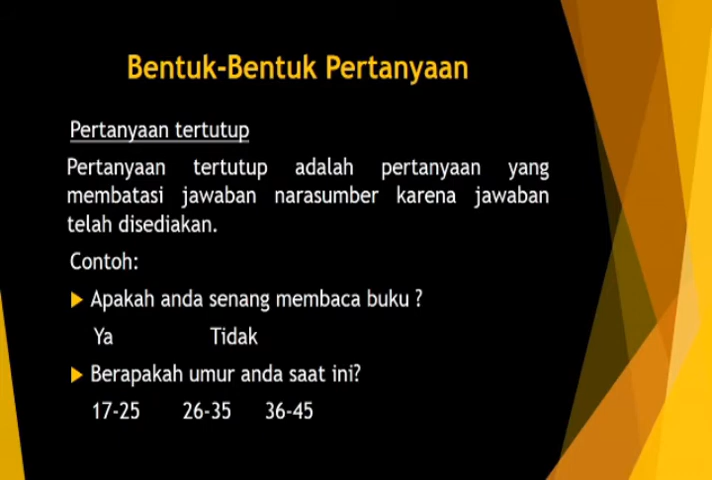 Bentuk-Bentuk Pertanyaan
Pertanyaan tertutup
Pertanyaan tertutup adalah pertanyaan yang
membatasi jawaban narasumber karena jawaban
telah disediakan.
Contoh:
Apakah anda senang membaca buku ?
Ya Tidak
Berapakah umur anda saat ini?
17-25 26-35 36-45